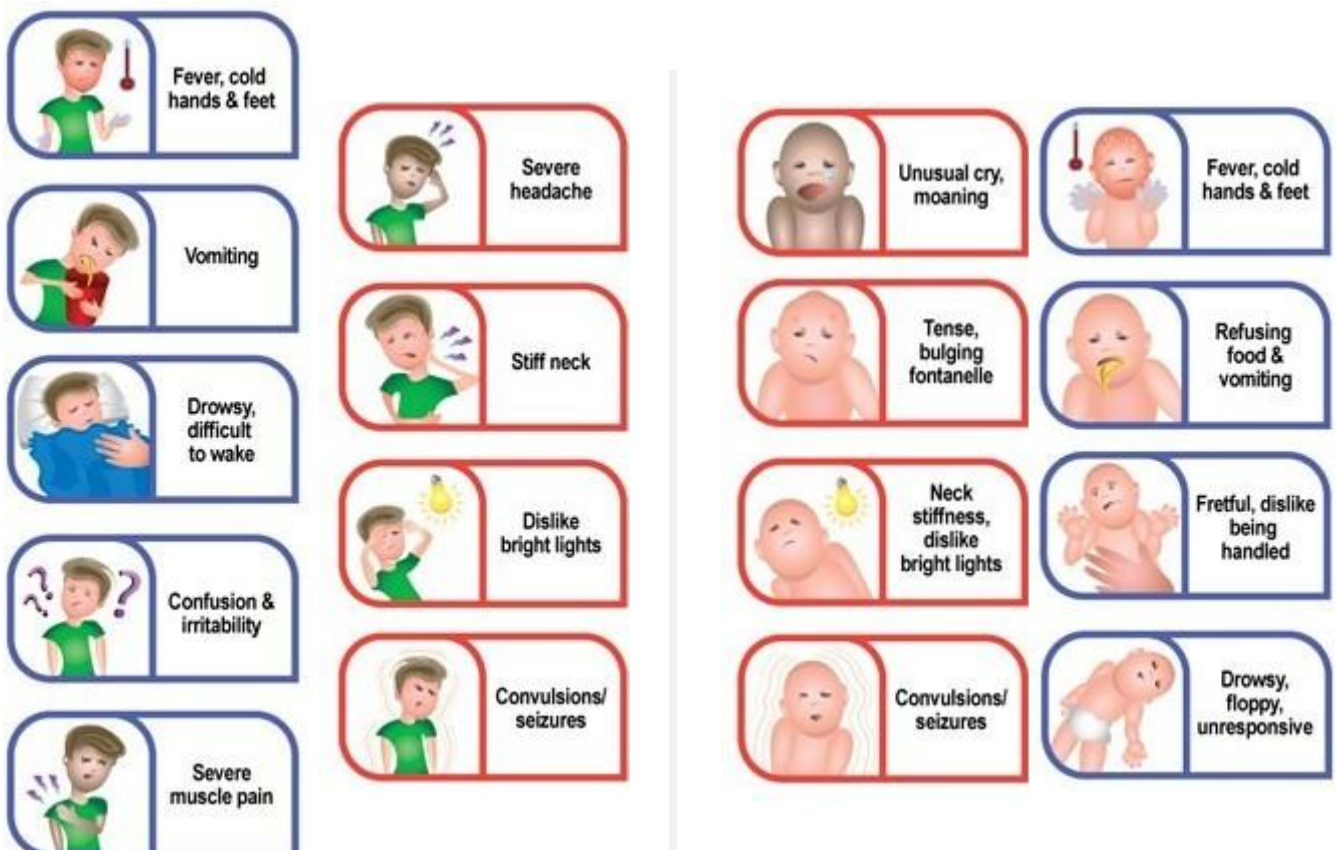 Fever, cold
hands & feet
Vomiting
Drowsy,
difficult
to wake
Confusion &
irritability
Severe
muscle pain
Severe
headache
Stiff neck
Dislike
bright lights
Convulsions/
seizures
Unusual cry,
moaning
Tense,
bulging
fontanelle
Neck
stiffness,
dislike
bright lights
Convulsions/
seizures
Fever, cold
hands & feet
Refusing
food &
vomiting
Fretful, dislike
being
handled
Drowsy,
floppy,
unresponsive